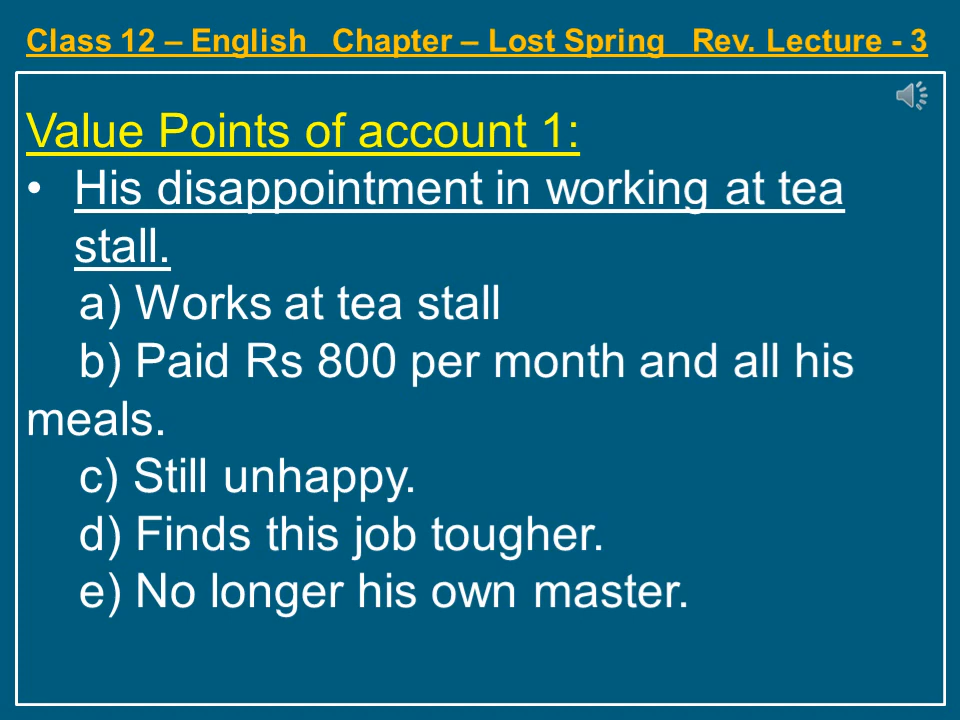 Class 12 – English   Chapter – Lost Spring   Rev. Lecture - 3
Value Points of account 1:
• His disappointment in working at tea
stall.
a) Works at tea stall
b) Paid Rs 800 per month and all his
meals.
c) Still unhappy.
d) Finds this job tougher.
e) No longer his own master.